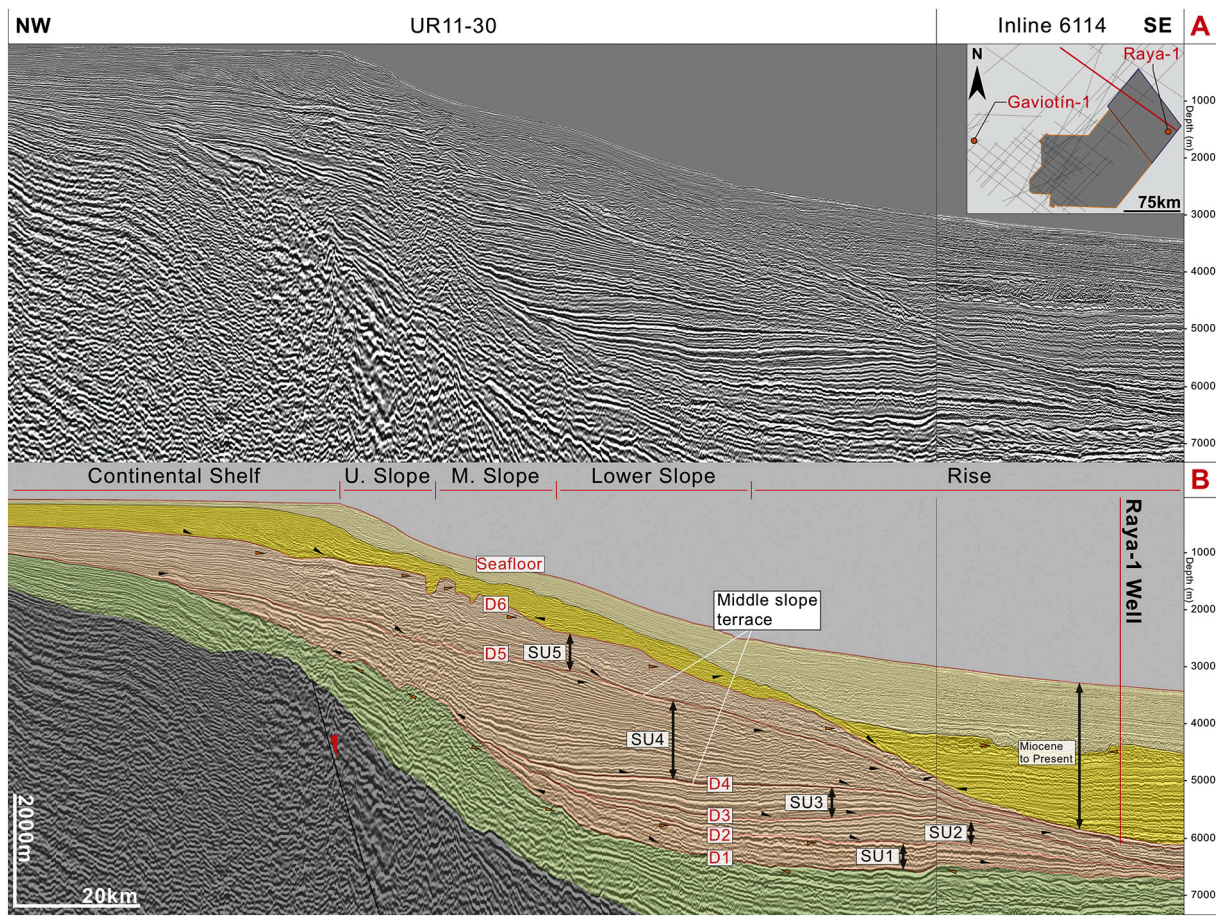 NW
UR11-30
Inline 6114
SE
A
N
Raya-1
Gaviotín-1
75km
Depth (m)
1000
2000
3000
4000
5000
6000
7000
Continental Shelf
U. Slope
M. Slope
Lower Slope
Rise
B
Raya-1 Well
Seafloor
D6
D5
SU5
Middle slope
terrace
SU4
D4
SU3
D3
D2
SU2
D1
SU1
Miocene
to Present
Depth (m)
1000
2000
3000
4000
5000
6000
7000
2000m
20km